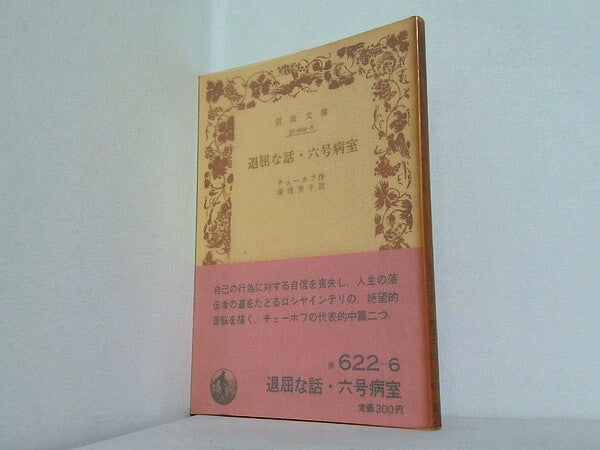 岩波文庫
32-622-6
退屈な話・六号病室
チェーホフ作
湯浅芳子訳
自己の行為に対する自信を喪失し、人生の落
伍者の道をたどるロシヤインテリの、絶望的
苦悩を描く、チェーホフの代表的中篇二つ。
赤 622-6
退屈な話・六号病室
定価300円